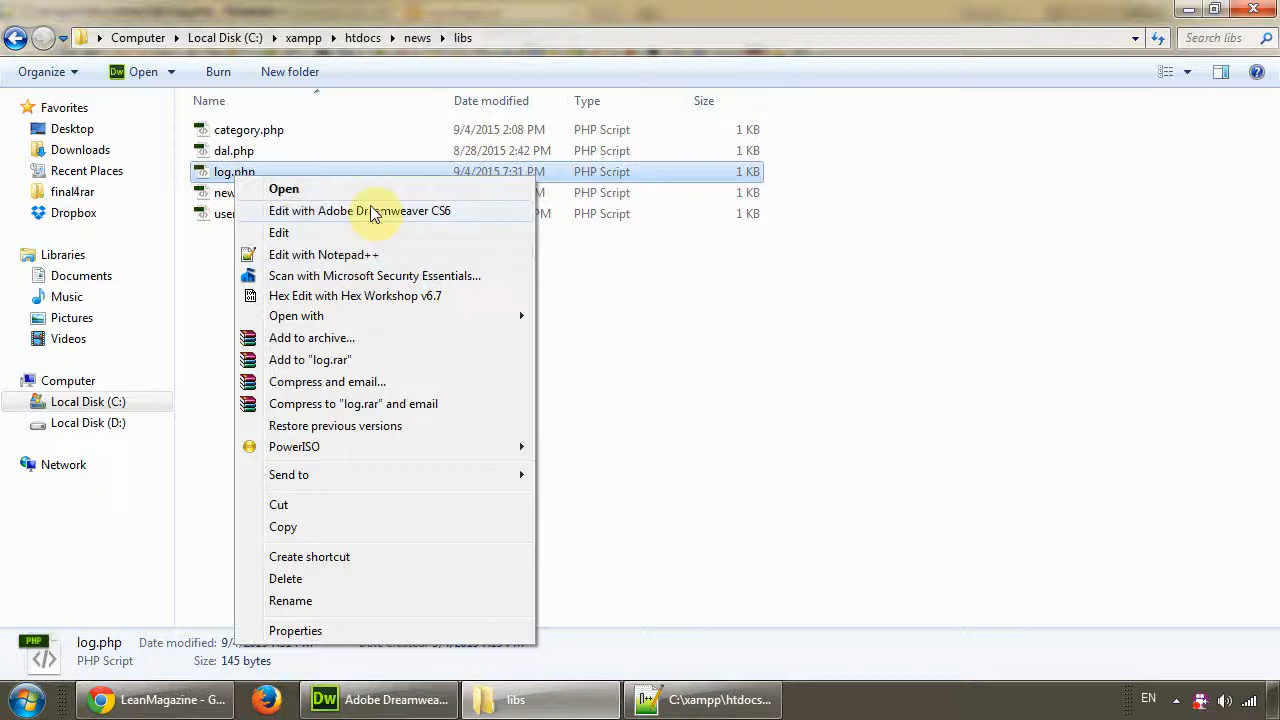 Computer Local Disk (C:) xampp htdocs news libs Search libs
Organize Open Burn New folder
Name Date modified Type Size
Favorites
Desktop
Downloads
Recent Places
final4rar
Dropbox
Libraries
Documents
Music
Pictures
Videos
Computer
Local Disk (C:)
Local Disk (D:)
Network
category.php 9/4/2015 2:08 PM PHP Script 1 KB
dal.php 8/28/2015 2:42 PM PHP Script 1 KB
log.php 9/4/2015 7:31 PM PHP Script 1 KB
M PHP Script 1 KB
M PHP Script 1 KB
Open
Edit with Adobe Dreamweaver CS6
Edit
Edit with Notepad++
Scan with Microsoft Security Essentials...
Hex Edit with Hex Workshop v6.7
Open with
Add to archive...
Add to "log.rar"
Compress and email...
Compress to "log.rar" and email
Restore previous versions
PowerISO
Send to
Cut
Copy
Create shortcut
Delete
Rename
Properties
PHP
log.php Date modified:
PHP Script Size: 145 bytes
LeanMagazine - G...
Dw Adobe Dreamwea...
libs
C:\xampp\htdocs...
EN